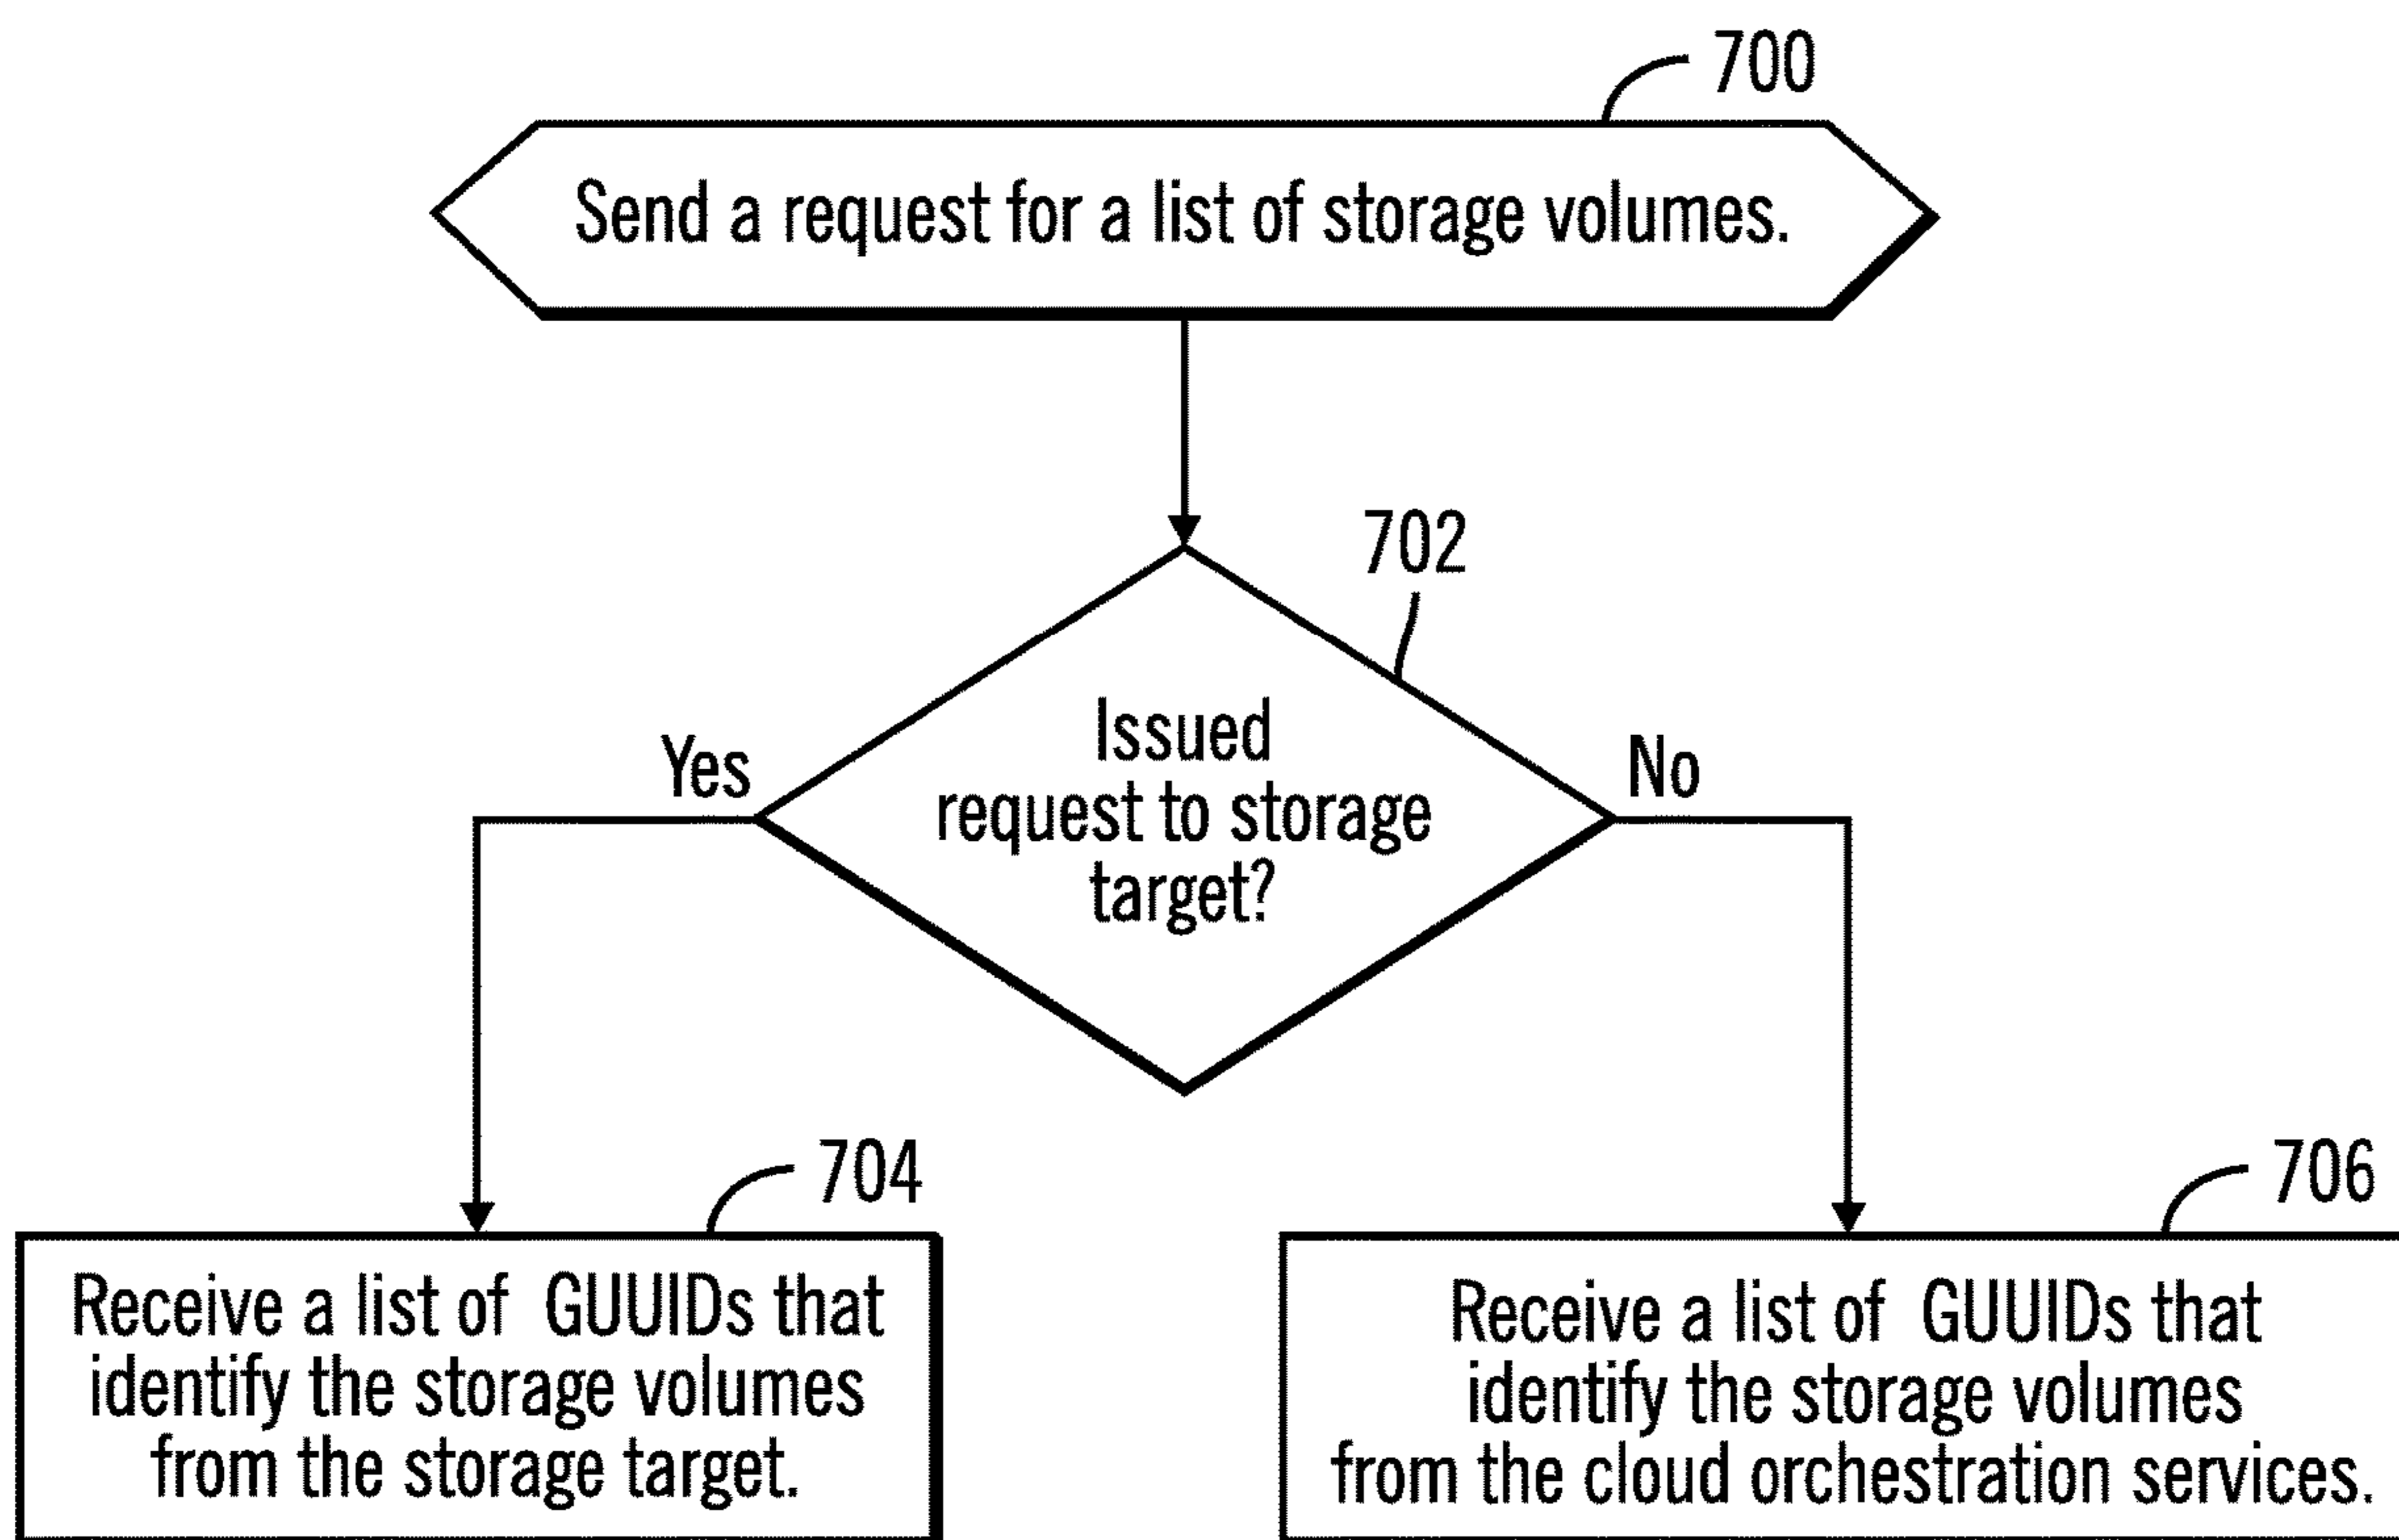 700
Send a request for a list of storage volumes.
702
Issued
request to storage
target?
Yes
No
704
Receive a list of GUUIDs that
identify the storage volumes
from the storage target.
706
Receive a list of GUUIDs that
identify the storage volumes
from the cloud orchestration services.